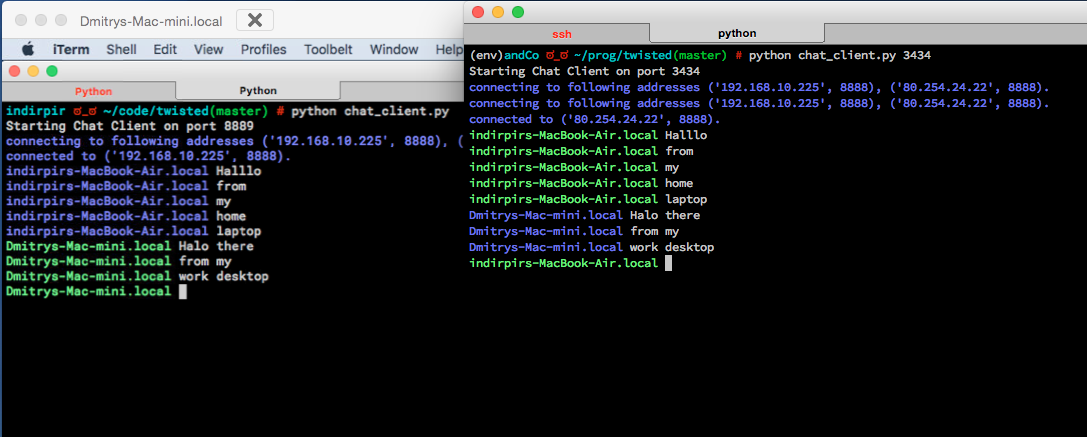 Dmitrys-Mac-mini.local
iTerm Shell Edit View Profiles Toolbelt Window Help
Python Python
indirpir ಠ_ಠ ~/code/twisted(master) # python chat_client.py
Starting Chat Client on port 8889
connecting to following addresses ('192.168.10.225', 8888), (
connected to ('192.168.10.225', 8888).
indirpirs-MacBook-Air.local Halllo
indirpirs-MacBook-Air.local from
indirpirs-MacBook-Air.local my
indirpirs-MacBook-Air.local home
indirpirs-MacBook-Air.local laptop
Dmitrys-Mac-mini.local Halo there
Dmitrys-Mac-mini.local from my
Dmitrys-Mac-mini.local work desktop
Dmitrys-Mac-mini.local
ssh python
(env)andCo ಠ_ಠ ~/prog/twisted(master) # python chat_client.py 3434
Starting Chat Client on port 3434
connecting to following addresses ('192.168.10.225', 8888), ('80.254.24.22', 8888).
connecting to following addresses ('192.168.10.225', 8888), ('80.254.24.22', 8888).
connected to ('80.254.24.22', 8888).
indirpirs-MacBook-Air.local Halllo
indirpirs-MacBook-Air.local from
indirpirs-MacBook-Air.local my
indirpirs-MacBook-Air.local home
indirpirs-MacBook-Air.local laptop
Dmitrys-Mac-mini.local Halo there
Dmitrys-Mac-mini.local from my
Dmitrys-Mac-mini.local work desktop
indirpirs-MacBook-Air.local